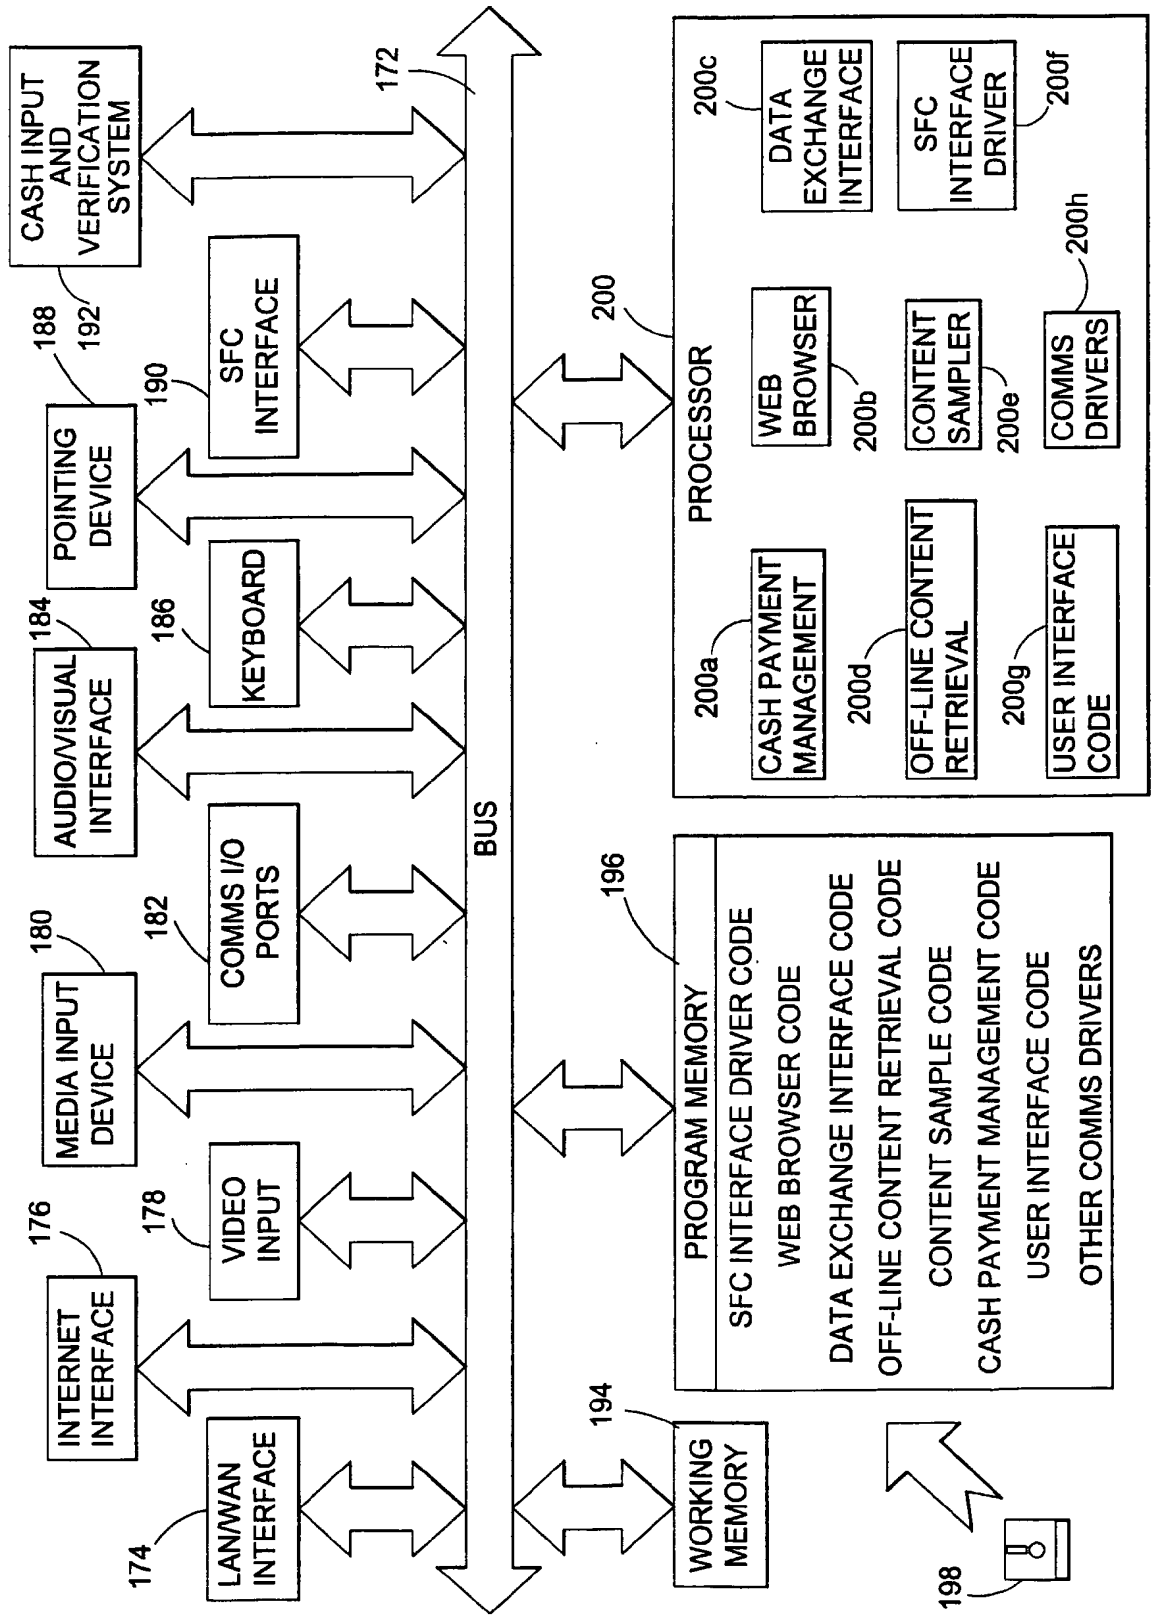 174
LAN/WAN
INTERFACE
176
INTERNET
INTERFACE
178
VIDEO
INPUT
180
MEDIA INPUT
DEVICE
182
COMMS I/O
PORTS
184
AUDIO/VISUAL
INTERFACE
186
KEYBOARD
188
POINTING
DEVICE
190
SFC
INTERFACE
192
CASH INPUT
AND
VERIFICATION
SYSTEM
172
BUS
194
WORKING
MEMORY
198
196
PROGRAM MEMORY
SFC INTERFACE DRIVER CODE
WEB BROWSER CODE
DATA EXCHANGE INTERFACE CODE
OFF-LINE CONTENT RETRIEVAL CODE
CONTENT SAMPLE CODE
CASH PAYMENT MANAGEMENT CODE
USER INTERFACE CODE
OTHER COMMS DRIVERS
200
PROCESSOR
200a
CASH PAYMENT
MANAGEMENT
WEB
BROWSER
200b
200c
DATA
EXCHANGE
INTERFACE
200d
OFF-LINE CONTENT
RETRIEVAL
CONTENT
SAMPLER
200e
SFC
INTERFACE
DRIVER
200f
200g
USER INTERFACE
CODE
COMMS
DRIVERS
200h